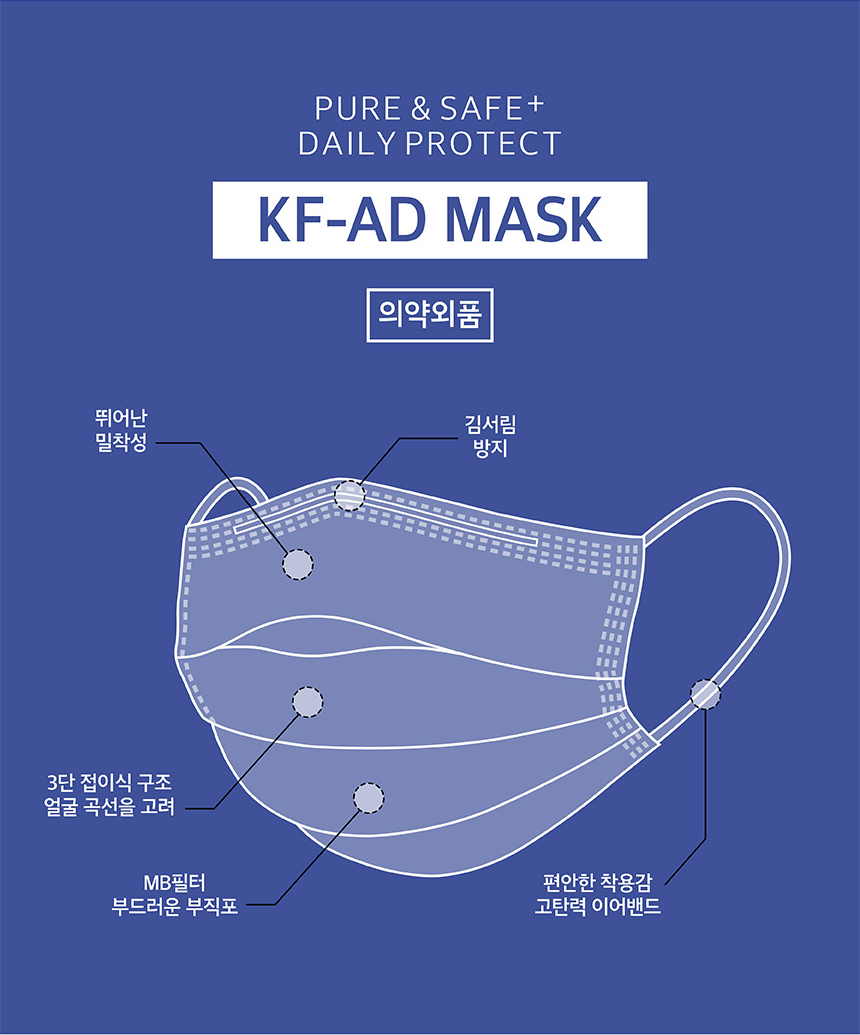 PURE & SAFE+
DAILY PROTECT
KF-AD MASK
의약외품
뛰어난
밀착성
김서림
방지
3단 접이식 구조
얼굴 곡선을 고려
MB필터
부드러운 부직포
편안한 착용감
고탄력 이어밴드